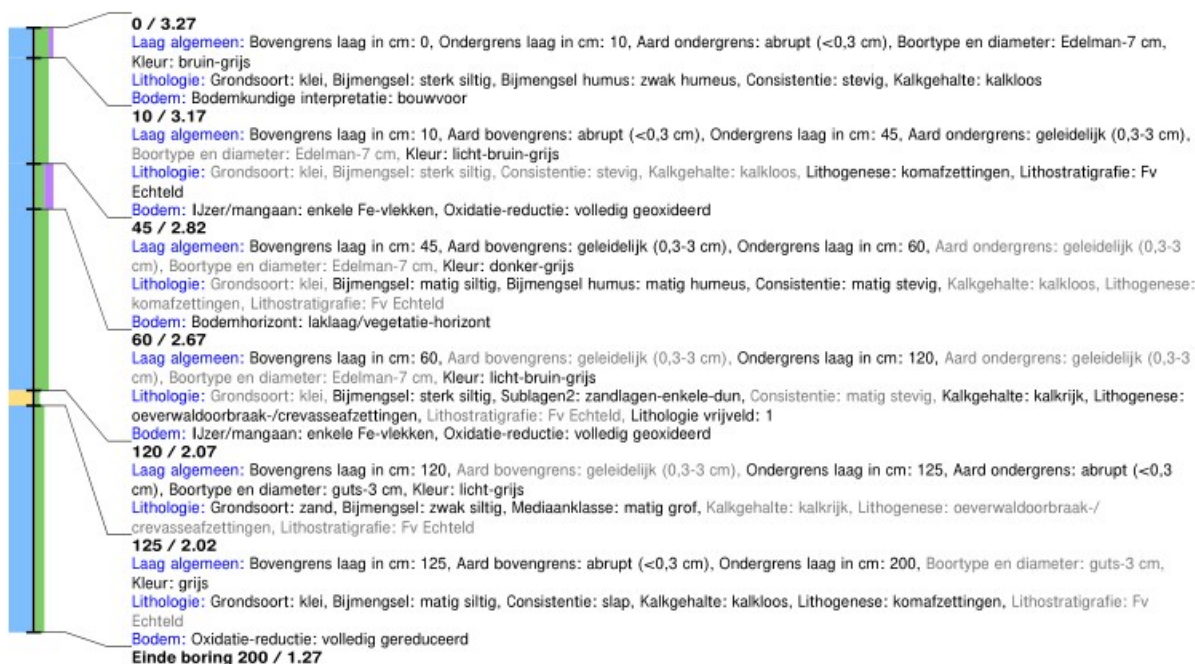 0 / 3.27
Laag algemeen: Bovengrens laag in cm: 0, Ondergrens laag in cm: 10, Aard ondergrens: abrupt (<0,3 cm), Boortype en diameter: Edelman-7 cm,
Kleur: bruin-grijs
Lithologie: Grondsoort: klei, Bijmengsel: sterk siltig, Bijmengsel humus: zwak humeus, Consistentie: stevig, Kalkgehalte: kalkloos
Bodem: Bodemkundige interpretatie: bouwvoor
10 / 3.17
Laag algemeen: Bovengrens laag in cm: 10, Aard bovengrens: abrupt (<0,3 cm), Ondergrens laag in cm: 45, Aard ondergrens: geleidelijk (0,3-3 cm),
Boortype en diameter: Edelman-7 cm, Kleur: licht-bruin-grijs
Lithologie: Grondsoort: klei, Bijmengsel: sterk siltig, Consistentie: stevig, Kalkgehalte: kalkloos, Lithogenese: komafzettingen, Lithostratigrafie: Fv
Echteld
Bodem: IJzer/mangaan: enkele Fe-vlekken, Oxidatie-reductie: volledig geoxideerd
45 / 2.82
Laag algemeen: Bovengrens laag in cm: 45, Aard bovengrens: geleidelijk (0,3-3 cm), Ondergrens laag in cm: 60, Aard ondergrens: geleidelijk (0,3-3
cm), Boortype en diameter: Edelman-7 cm, Kleur: donker-grijs
Lithologie: Grondsoort: klei, Bijmengsel: matig siltig, Bijmengsel humus: matig humeus, Consistentie: matig stevig, Kalkgehalte: kalkloos, Lithogenese:
komafzettingen, Lithostratigrafie: Fv Echteld
Bodem: Bodemhorizont: laklaag/vegetatie-horizont
60 / 2.67
Laag algemeen: Bovengrens laag in cm: 60, Aard bovengrens: geleidelijk (0,3-3 cm), Ondergrens laag in cm: 120, Aard ondergrens: geleidelijk (0,3-3
cm), Boortype en diameter: Edelman-7 cm, Kleur: licht-bruin-grijs
Lithologie: Grondsoort: klei, Bijmengsel: sterk siltig, Sublagen2: zandlagen-enkele-dun, Consistentie: matig stevig, Kalkgehalte: kalkrijk, Lithogenese:
oeverwaldoorbraak-/crevasseafzettingen, Lithostratigrafie: Fv Echteld, Lithologie vrijveld: 1
Bodem: IJzer/mangaan: enkele Fe-vlekken, Oxidatie-reductie: volledig geoxideerd
120 / 2.07
Laag algemeen: Bovengrens laag in cm: 120, Aard bovengrens: geleidelijk (0,3-3 cm), Ondergrens laag in cm: 125, Aard ondergrens: abrupt (<0,3
cm), Boortype en diameter: guts-3 cm, Kleur: licht-grijs
Lithologie: Grondsoort: zand, Bijmengsel: zwak siltig, Mediaanklasse: matig grof, Kalkgehalte: kalkrijk, Lithogenese: oeverwaldoorbraak-/
crevasseafzettingen, Lithostratigrafie: Fv Echteld
125 / 2.02
Laag algemeen: Bovengrens laag in cm: 125, Aard bovengrens: abrupt (<0,3 cm), Ondergrens laag in cm: 200, Boortype en diameter: guts-3 cm,
Kleur: grijs
Lithologie: Grondsoort: klei, Bijmengsel: matig siltig, Consistentie: slap, Kalkgehalte: kalkloos, Lithogenese: komafzettingen, Lithostratigrafie: Fv
Echteld
Bodem: Oxidatie-reductie: volledig gereduceerd
Einde boring 200 / 1.27